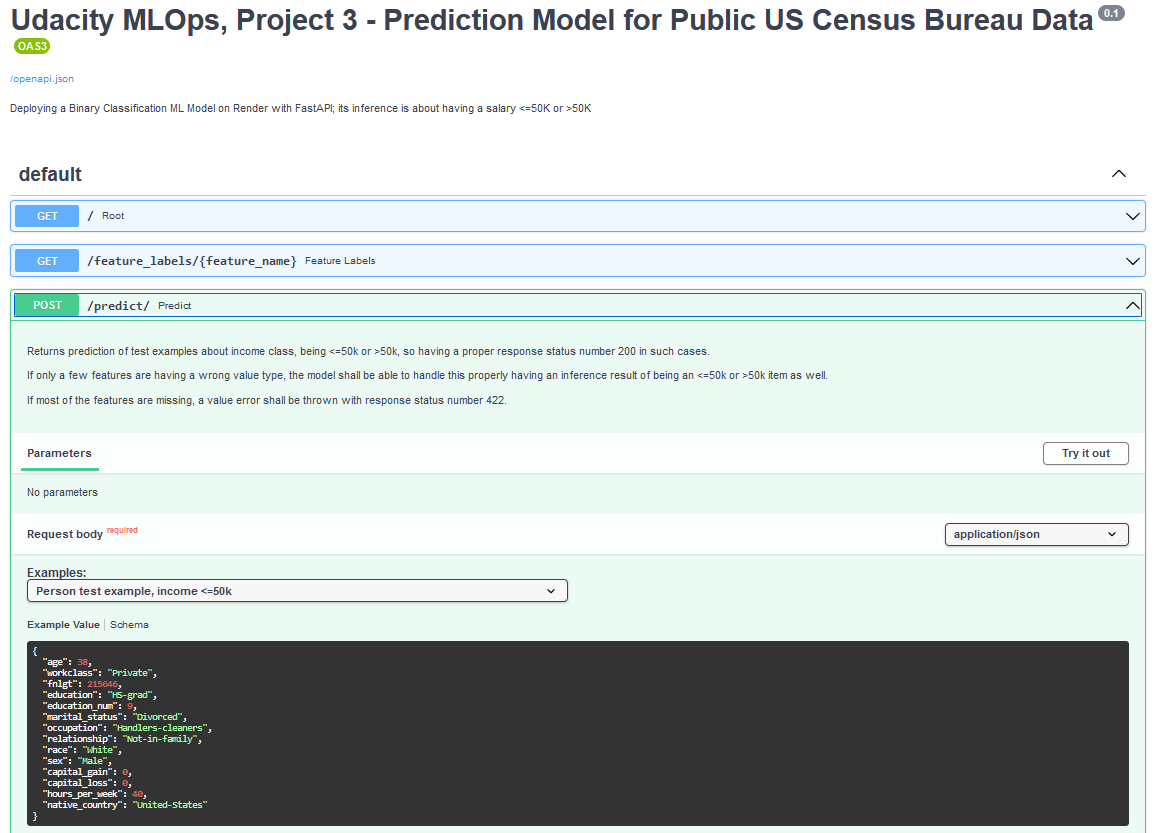 Udacity MLOps, Project 3 - Prediction Model for Public US Census Bureau Data 0.1
OAS3
/openapi.json
Deploying a Binary Classification ML Model on Render with FastAPI; its inference is about having a salary <=50K or >50K
default
GET / Root
GET /feature_labels/{feature_name} Feature Labels
POST /predict/ Predict
Returns prediction of test examples about income class, being <=50k or >50k, so having a proper response status number 200 in such cases.
If only a few features are having a wrong value type, the model shall be able to handle this properly having an inference result of being an <=50k or >50k item as well.
If most of the features are missing, a value error shall be thrown with response status number 422.
Parameters Try it out
No parameters
Request body required application/json
Examples:
Person test example, income <=50k
Example Value Schema
{
"age": 38,
"workclass": "Private",
"fnlgt": 215646,
"education": "HS-grad",
"education_num": 9,
"marital_status": "Divorced",
"occupation": "Handlers-cleaners",
"relationship": "Not-in-family",
"race": "White",
"sex": "Male",
"capital_gain": 0,
"capital_loss": 0,
"hours_per_week": 40,
"native_country": "United-States"
}